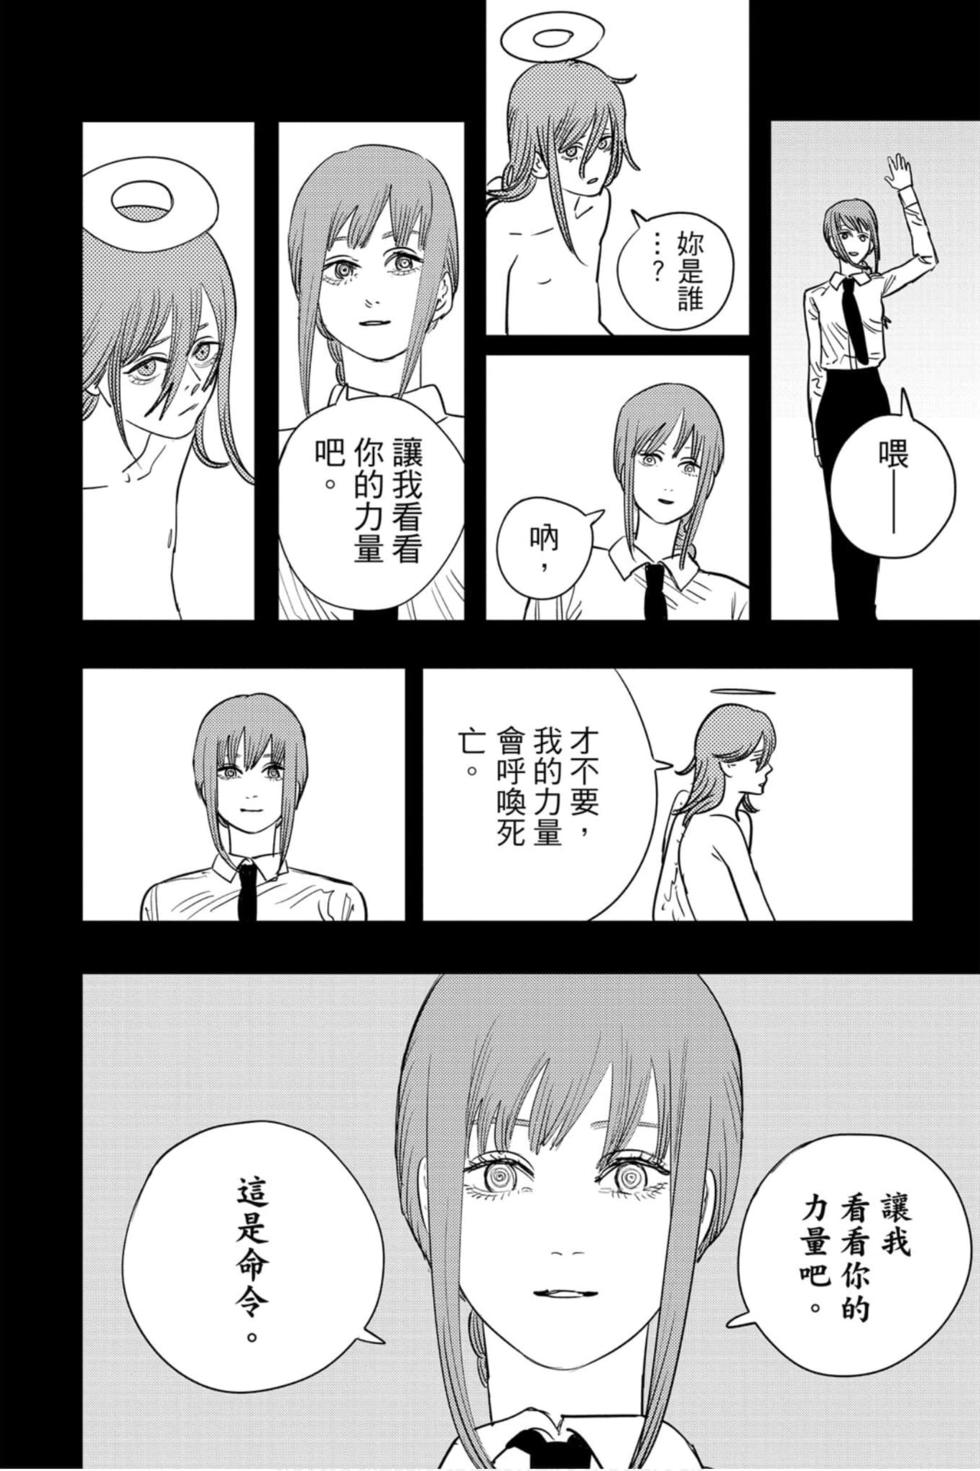 喂——
妳是誰
…?
吶，
讓我看看
你的力量
吧。
才不要，
我的力量
會呼喚死
亡。
讓我
看看你的
力量吧。
這是命令。